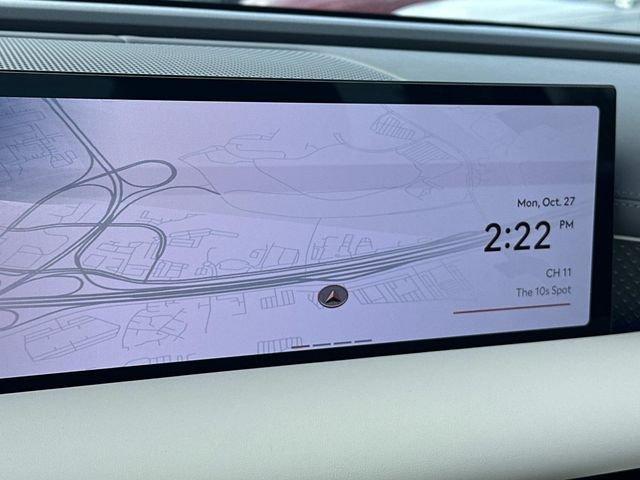 Mon, Oct. 27
2:22 PM
CH 11
The 10s Spot